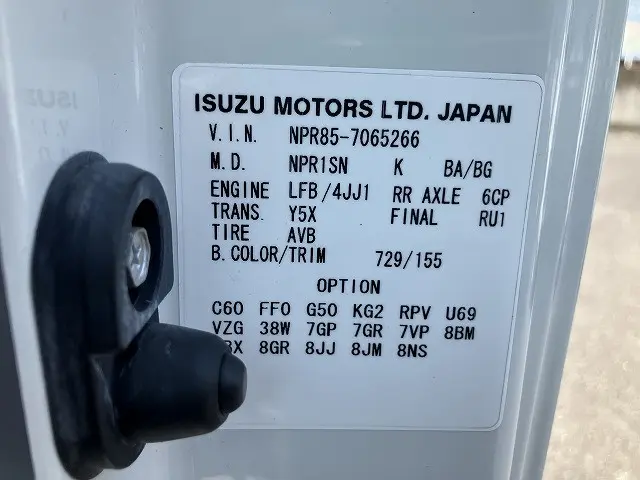 ISUZU MOTORS LTD. JAPAN
V.I.N. NPR85-7065266
M.D. NPR1SN K BA/BG
ENGINE LFB/4JJ1 RR AXLE 6CP
TRANS. Y5X FINAL RU1
TIRE AVB
B.COLOR/TRIM 729/155
OPTION
C60 FF0 G50 KG2 RPV U69
VZG 38W 7GP 7GR 7VP 8BM
8GR 8JJ 8JM 8NS